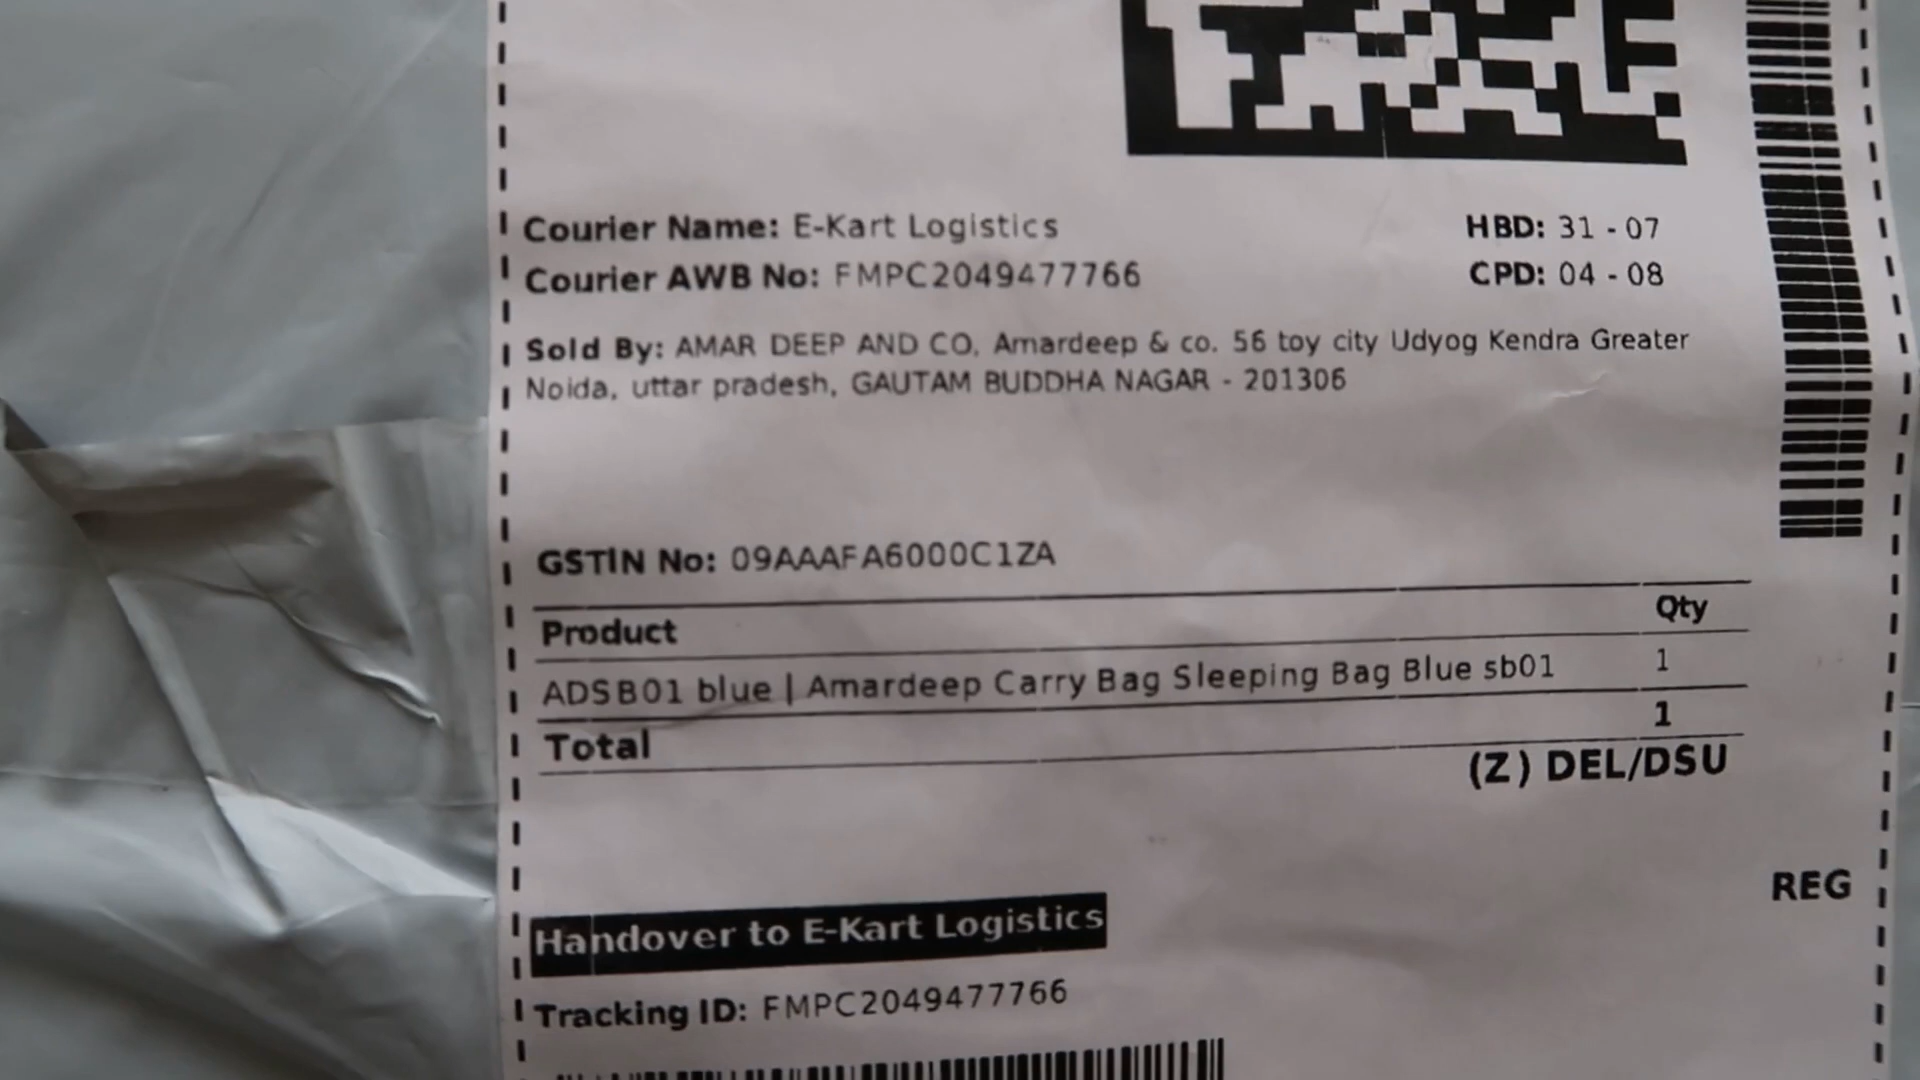 Courier Name: E-Kart Logistics
HBD: 31 - 07
Courier AWB No: FMPC2049477766
CPD: 04 - 08
Sold By: AMAR DEEP AND CO, Amardeep & co. 56 toy city Udyog Kendra Greater
Noida, uttar pradesh, GAUTAM BUDDHA NAGAR - 201306
GSTIN No: 09AAAFA6000C1ZA
Product Qty
ADSB01 blue | Amardeep Carry Bag Sleeping Bag Blue sb01 1
Total 1
(Z) DEL/DSU
REG
Handover to E-Kart Logistics
Tracking ID: FMPC2049477766